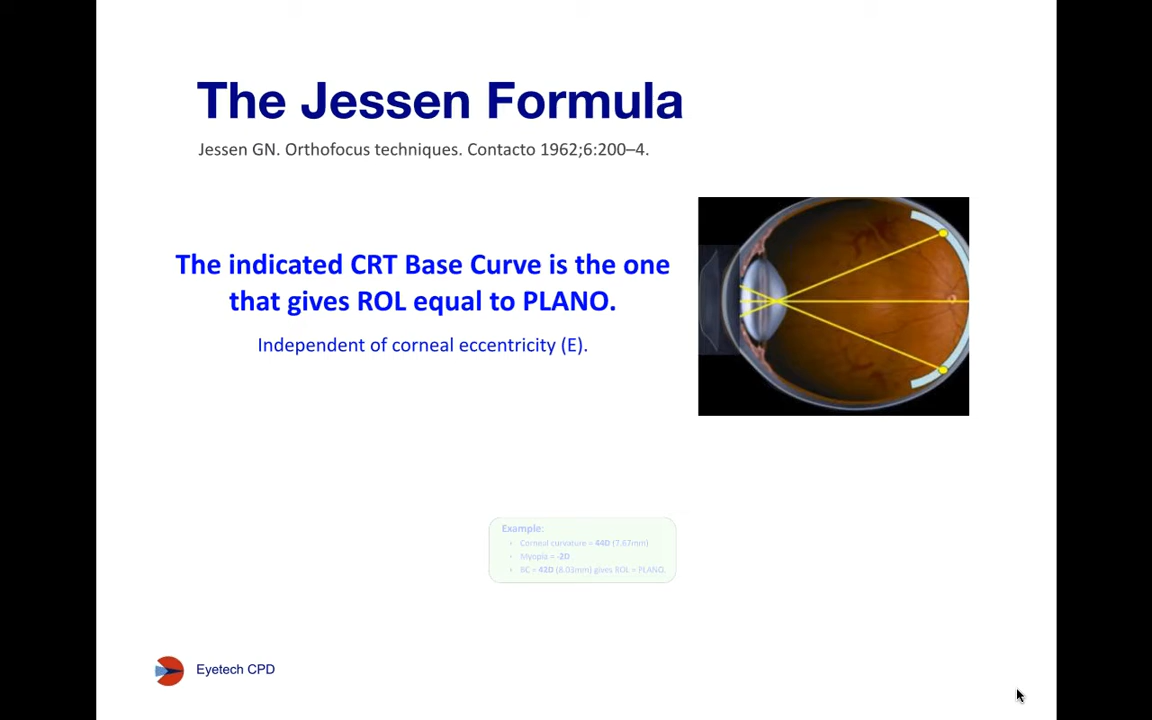 The Jessen Formula
Jessen GN. Orthofocus techniques. Contacto 1962;6:200–4.
The indicated CRT Base Curve is the one
that gives ROL equal to PLANO.
Independent of corneal eccentricity (E).
Example:
• Corneal curvature = 44D (7.67mm)
• Myopia = -2D
• BC = 42D (8.03mm) gives ROL = PLANO.
Eyetech CPD